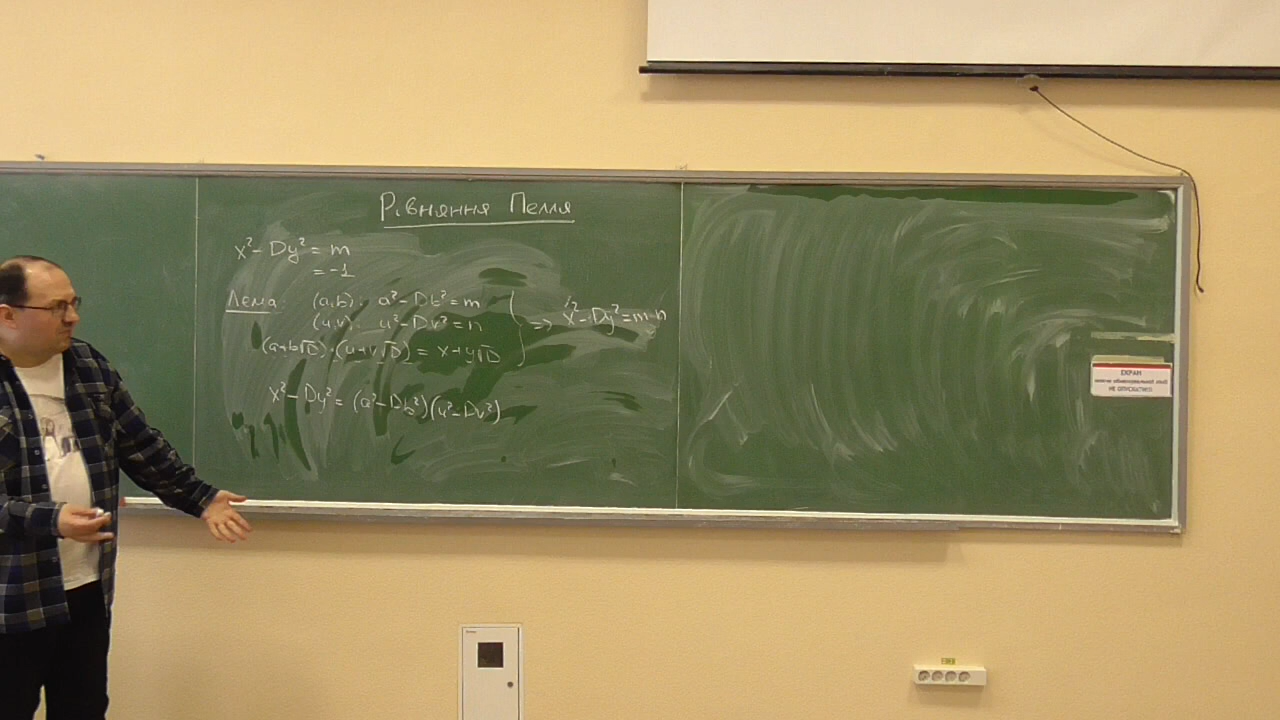 Рівняння Пелля
x² - Dy² = m
= -1
Лема: (a,b): a² - Db² = m
(u,v): u² - Dv² = n
(a+b√D)·(u+v√D) = x+y√D
⇒ x² - Dy² = m·n
x² - Dy² = (a² - Db²)(u² - Dv²)
ЕКРАН
НЕ ОПУСКАТИ!